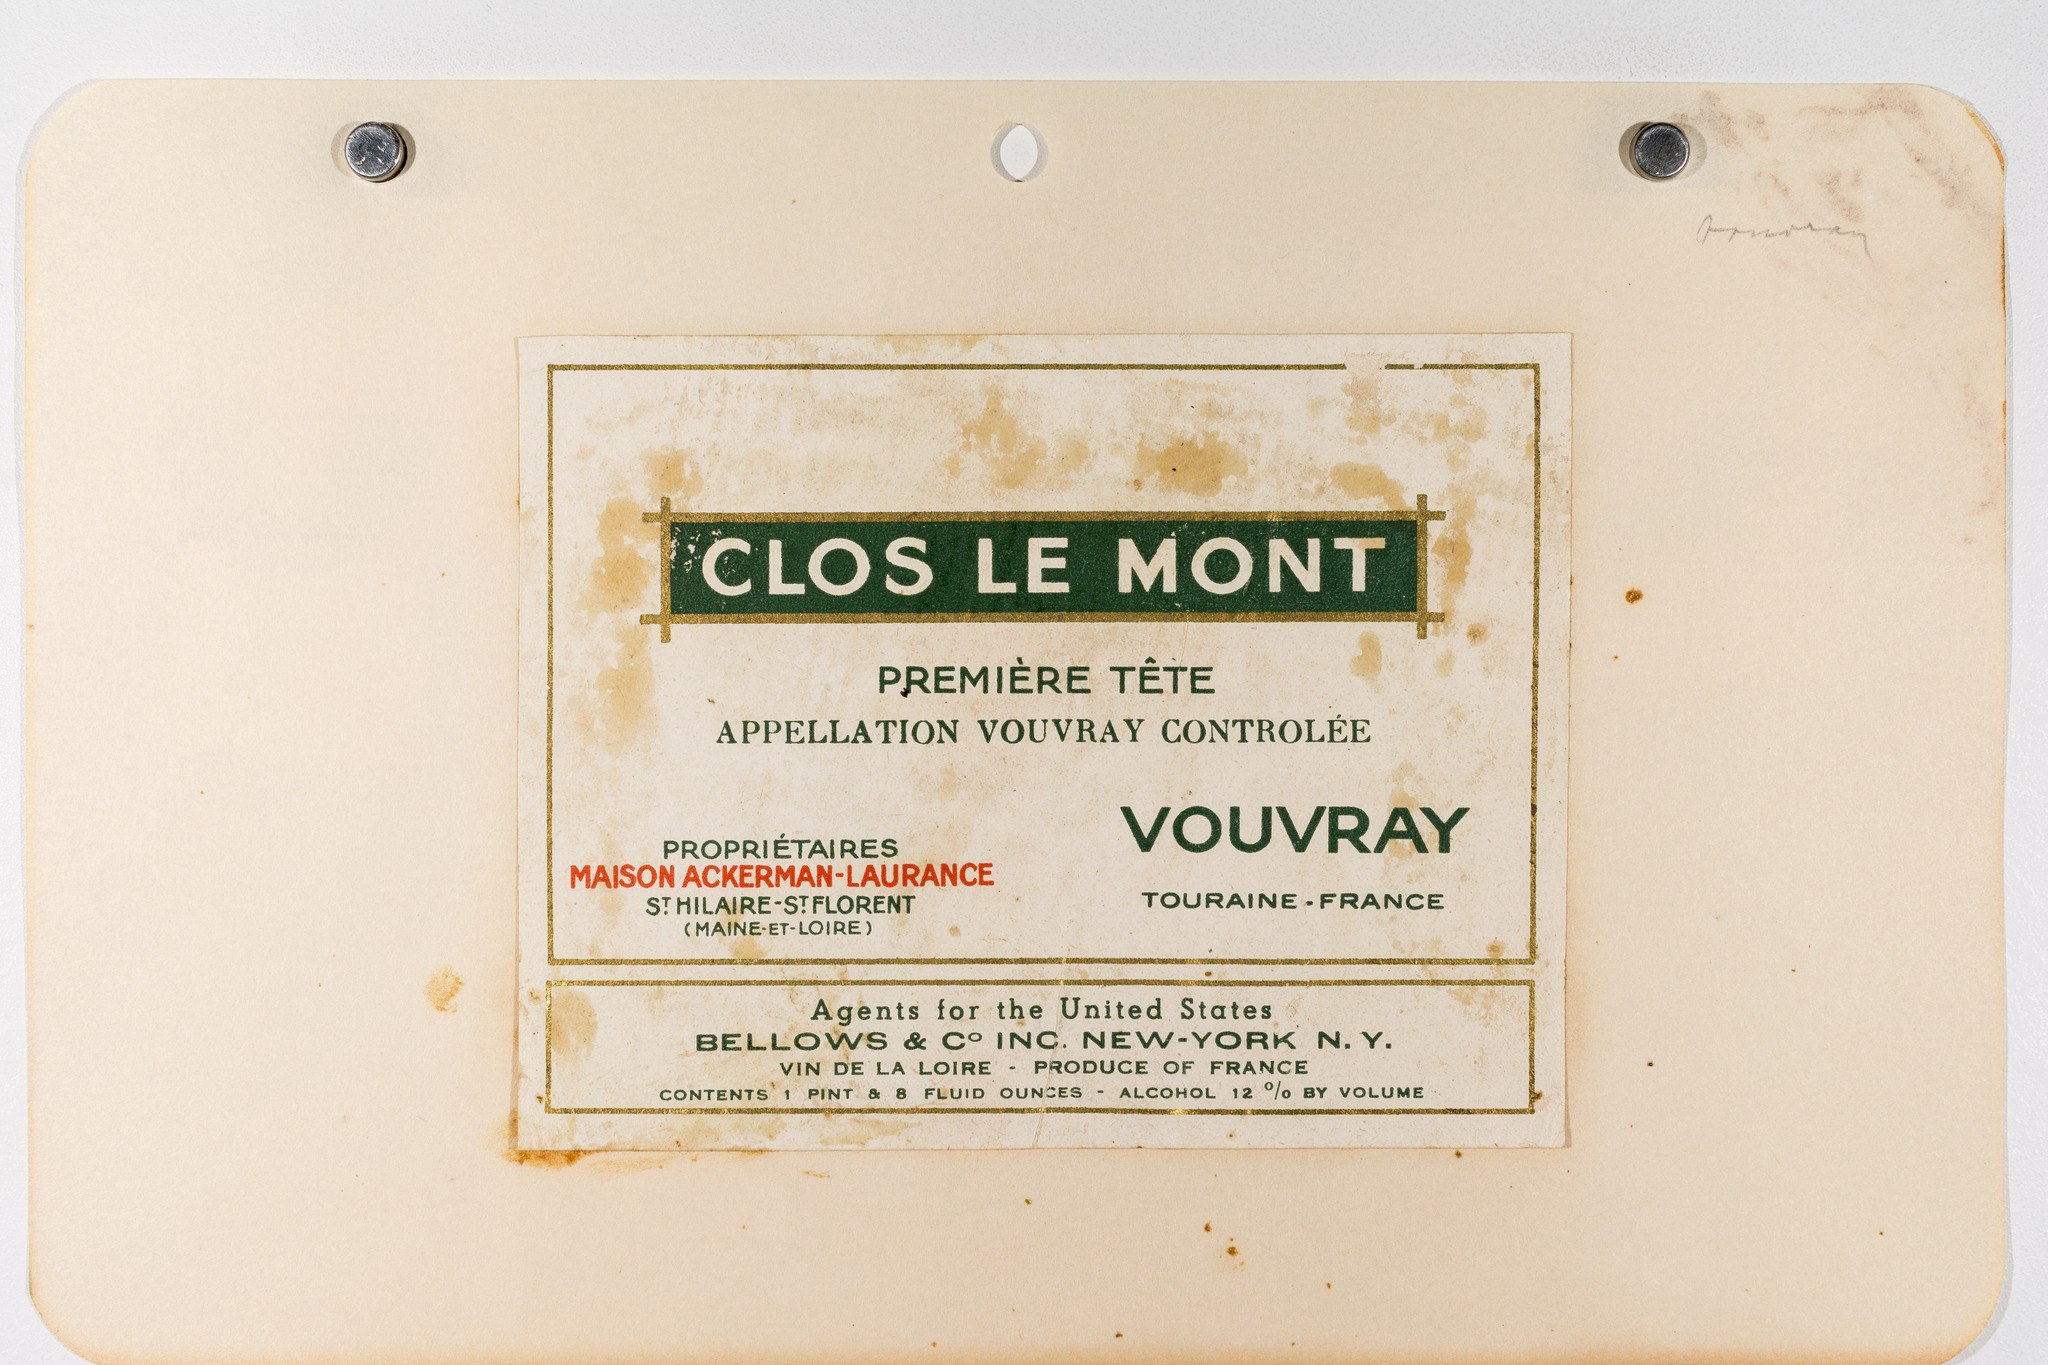 Vouvray
CLOS LE MONT
PREMIÈRE TÊTE
APPELLATION VOUVRAY CONTROLÉE
VOUVRAY
TOURAINE - FRANCE
PROPRIÉTAIRES
MAISON ACKERMAN-LAURANCE
ST HILAIRE-ST FLORENT
(MAINE-ET-LOIRE)
Agents for the United States
BELLOWS & Co INC. NEW-YORK N. Y.
VIN DE LA LOIRE - PRODUCE OF FRANCE
CONTENTS 1 PINT & 8 FLUID OUNCES - ALCOHOL 12 % BY VOLUME